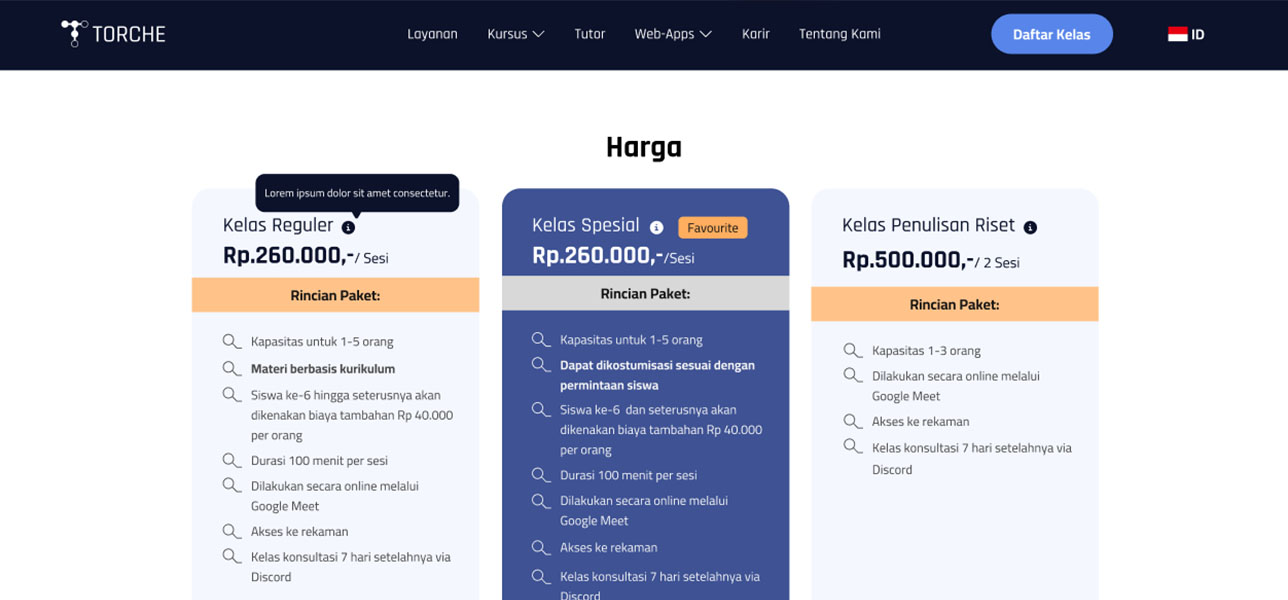 TORCHE
Layanan
Kursus
Tutor
Web-Apps
Karir
Tentang Kami
Daftar Kelas
ID
Harga
Lorem ipsum dolor sit amet consectetur.
Kelas Reguler
Rp.260.000,-/ Sesi
Rincian Paket:
Kapasitas untuk 1-5 orang
Materi berbasis kurikulum
Siswa ke-6 hingga seterusnya akan
dikenakan biaya tambahan Rp 40.000
per orang
Durasi 100 menit per sesi
Dilakukan secara online melalui
Google Meet
Akses ke rekaman
Kelas konsultasi 7 hari setelahnya via
Discord
Kelas Spesial
Favourite
Rp.260.000,-/Sesi
Rincian Paket:
Kapasitas untuk 1-5 orang
Dapat dikostumisasi sesuai dengan
permintaan siswa
Siswa ke-6 dan seterusnya akan
dikenakan biaya tambahan Rp 40.000
per orang
Durasi 100 menit per sesi
Dilakukan secara online melalui
Google Meet
Akses ke rekaman
Kelas konsultasi 7 hari setelahnya via
Discord
Kelas Penulisan Riset
Rp.500.000,-/ 2 Sesi
Rincian Paket:
Kapasitas 1-3 orang
Dilakukan secara online melalui
Google Meet
Akses ke rekaman
Kelas konsultasi 7 hari setelahnya via
Discord